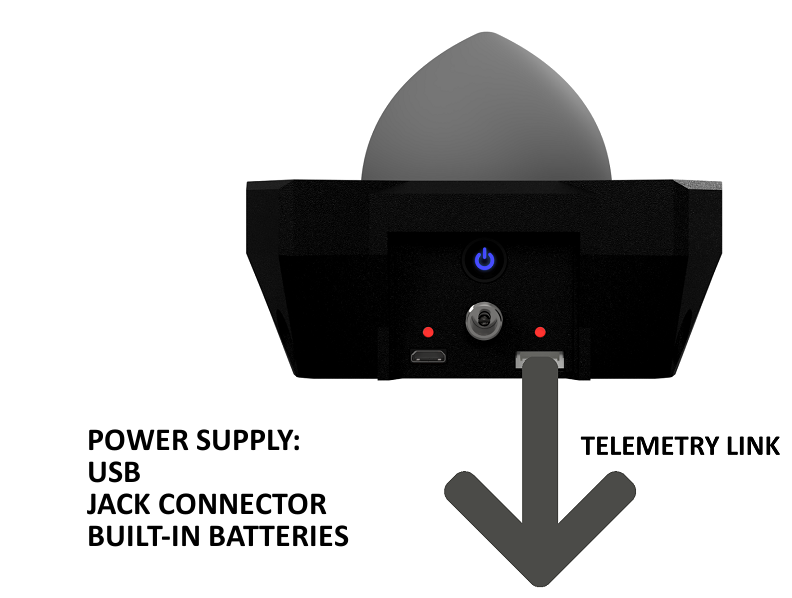 POWER SUPPLY:
USB
JACK CONNECTOR
BUILT-IN BATTERIES
TELEMETRY LINK